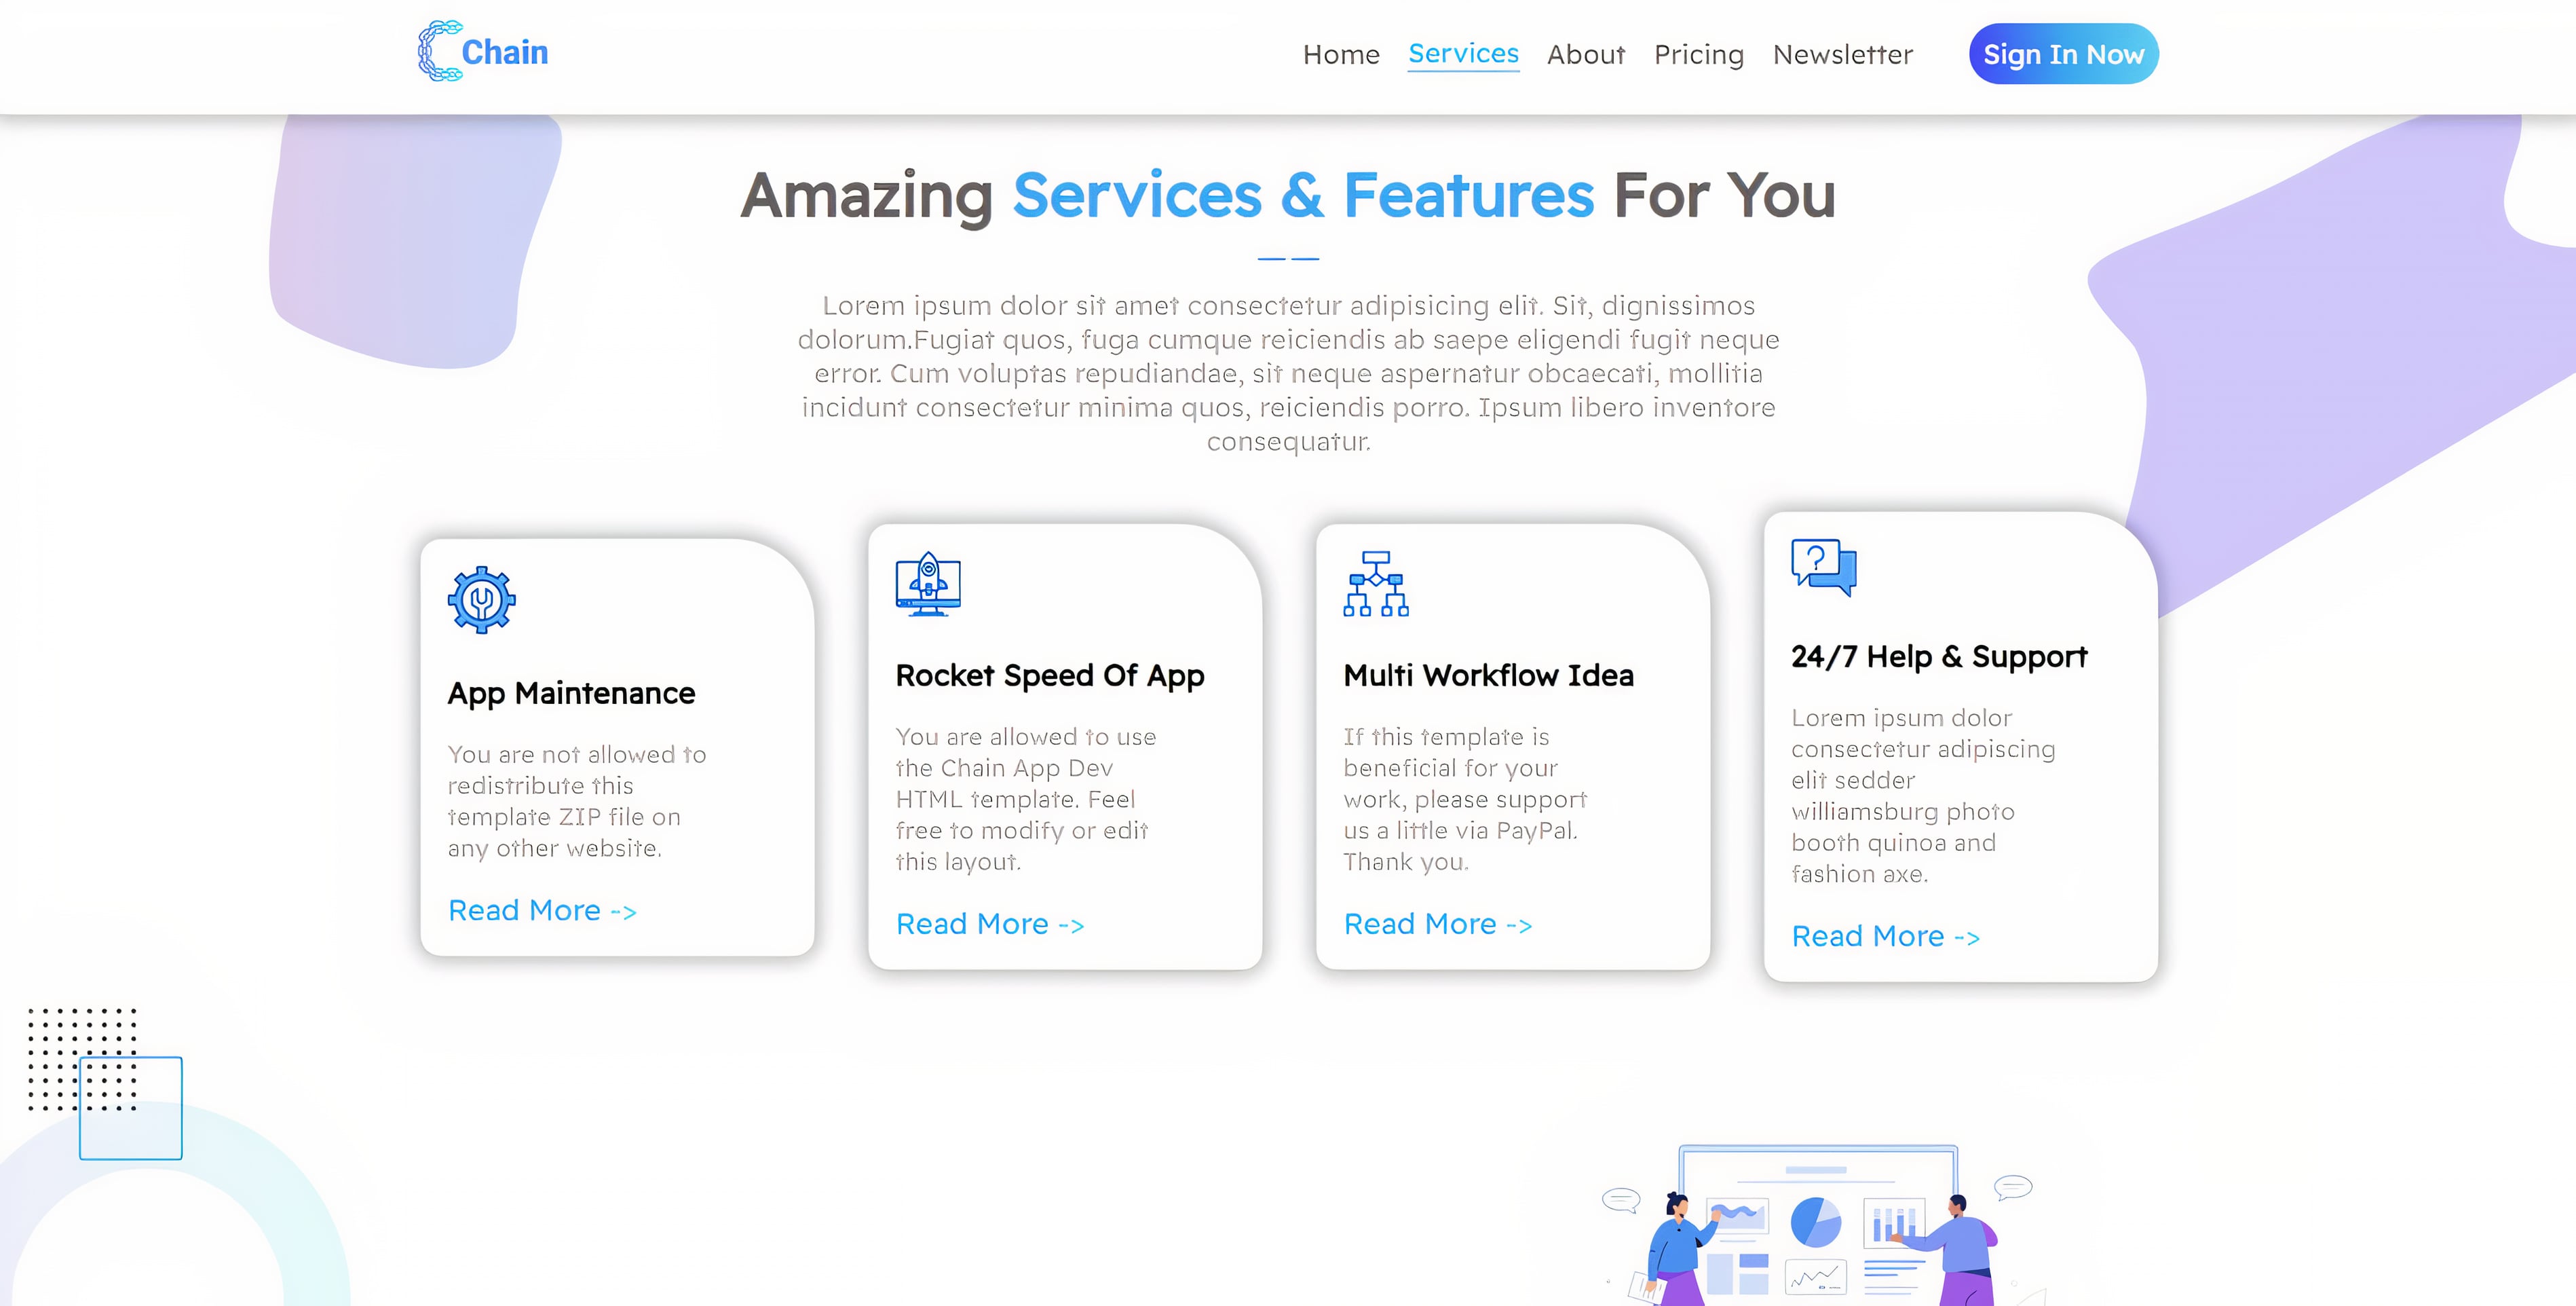 Chain
Home Services About Pricing Newsletter Sign In Now
Amazing Services & Features For You
Lorem ipsum dolor sit amet consectetur adipisicing elit. Sit, dignissimos
dolorum.Fugiat quos, fuga cumque reiciendis ab saepe eligendi fugit neque
error. Cum voluptas repudiandae, sit neque aspernatur obcaecati, mollitia
incidunt consectetur minima quos, reiciendis porro. Ipsum libero inventore
consequatur.
App Maintenance
You are not allowed to
redistribute this
template ZIP file on
any other website.
Read More ->
Rocket Speed Of App
You are allowed to use
the Chain App Dev
HTML template. Feel
free to modify or edit
this layout.
Read More ->
Multi Workflow Idea
If this template is
beneficial for your
work, please support
us a little via PayPal.
Thank you.
Read More ->
?
24/7 Help & Support
Lorem ipsum dolor
consectetur adipiscing
elit sedder
williamsburg photo
booth quinoa and
fashion axe.
Read More ->